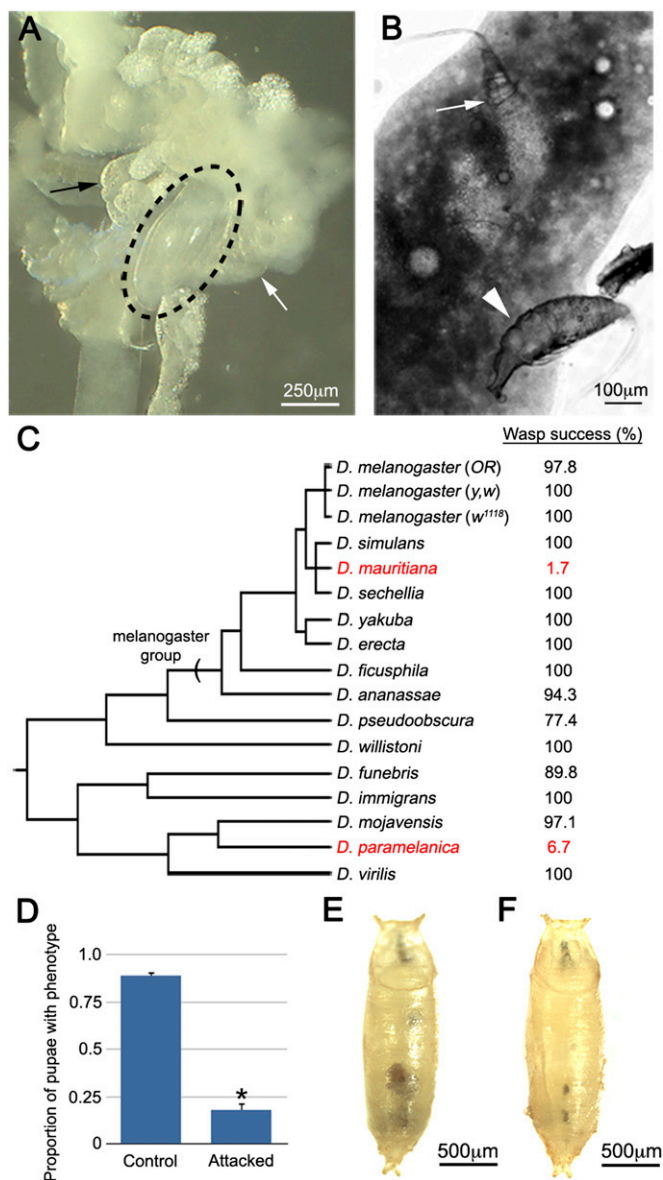 A
B
250µm
100µm
C
Wasp success (%)
D. melanogaster (OR) 97.8
D. melanogaster (y,w) 100
D. melanogaster (w1118) 100
D. simulans 100
D. mauritiana 1.7
D. sechellia 100
D. yakuba 100
D. erecta 100
melanogaster
group
D. ficusphila 100
D. ananassae 94.3
D. pseudoobscura 77.4
D. willistoni 100
D. funebris 89.8
D. immigrans 100
D. mojavensis 97.1
D. paramelanica 6.7
D. virilis 100
D
Proportion of pupae with phenotype
1.0
0.75
0.5
0.25
0
*
Control
Attacked
E
F
500µm
500µm